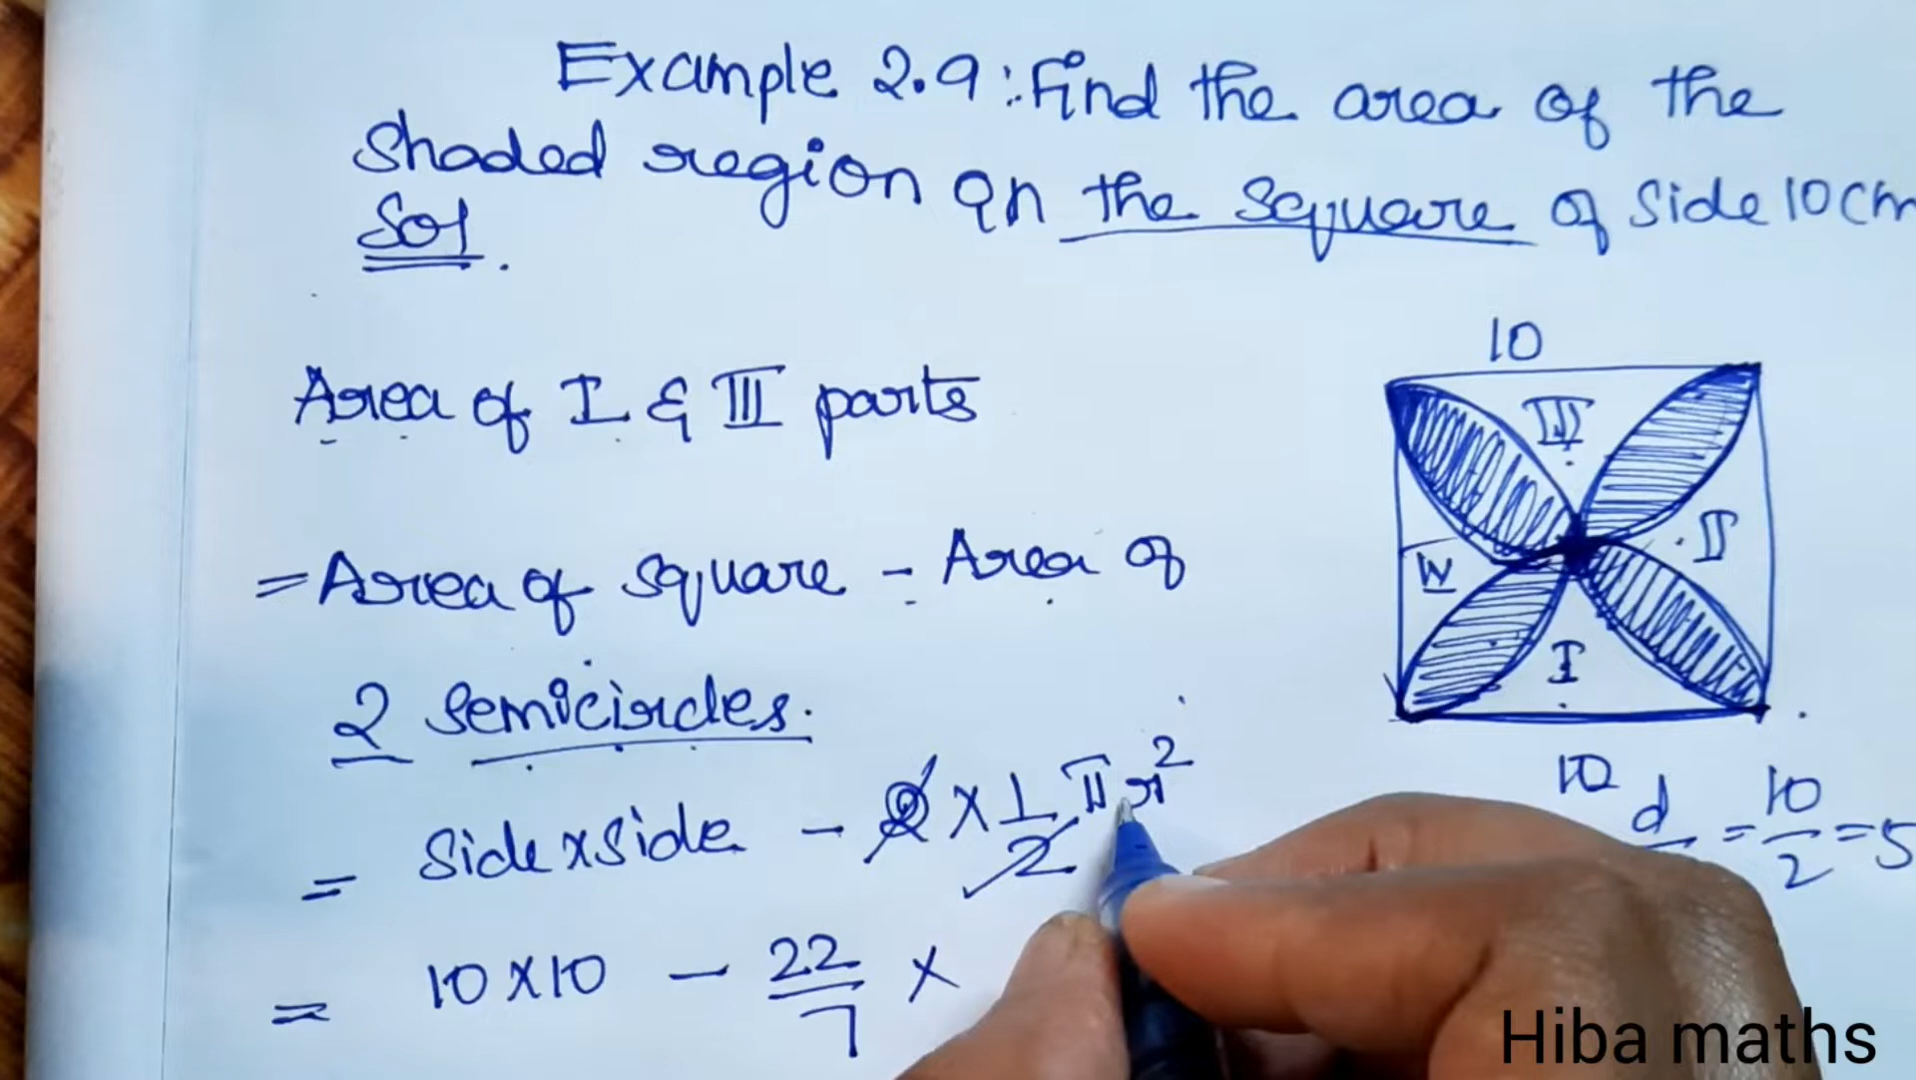 Example 2.9: Find the area of the
shaded region in the square of side 10cm
Sol.
10
Area of I & III parts
III
II
= Area of square - Area of
IV
I
2 semicircles.
10
= side x side - 2 x 1/2 π r²
d = 10/2 = 5
= 10 x 10 - 22/7 x
Hiba maths